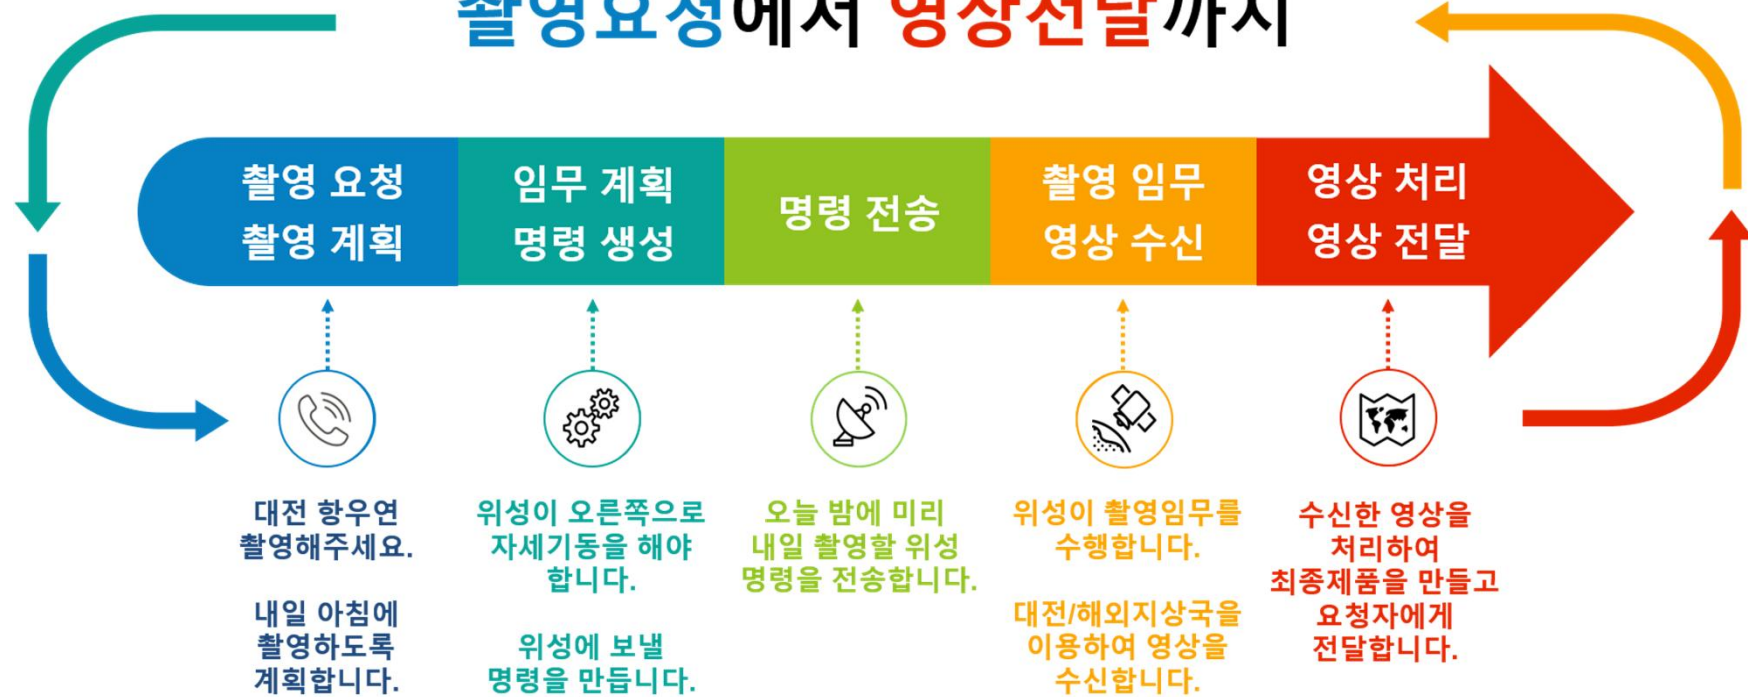 촬영요청에서 영상전달까지
촬영 요청
촬영 계획
임무 계획
명령 생성
명령 전송
촬영 임무
영상 수신
영상 처리
영상 전달
대전 항우연
촬영해주세요.
내일 아침에
촬영하도록
계획합니다.
위성이 오른쪽으로
자세기동을 해야
합니다.
위성에 보낼
명령을 만듭니다.
오늘 밤에 미리
내일 촬영할 위성
명령을 전송합니다.
위성이 촬영임무를
수행합니다.
대전/해외지상국을
이용하여 영상을
수신합니다.
수신한 영상을
처리하여
최종제품을 만들고
요청자에게
전달합니다.